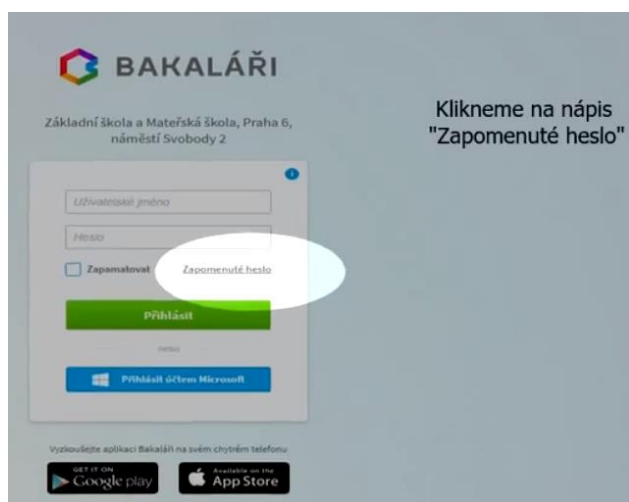 BAKALÁŘI
Základní škola a Mateřská škola, Praha 6,
náměstí Svobody 2
Klikneme na nápis
"Zapomenuté heslo"
i
Uživatelské jméno
Heslo
Zapamatovat Zapomenuté heslo
Přihlásit
nebo
Přihlásit účtem Microsoft
Vyzkoušejte aplikaci Bakaláři na svém chytrém telefonu
GET IT ON
Google play
Available on the
App Store